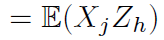 = 𝔼(X_j Z_h)